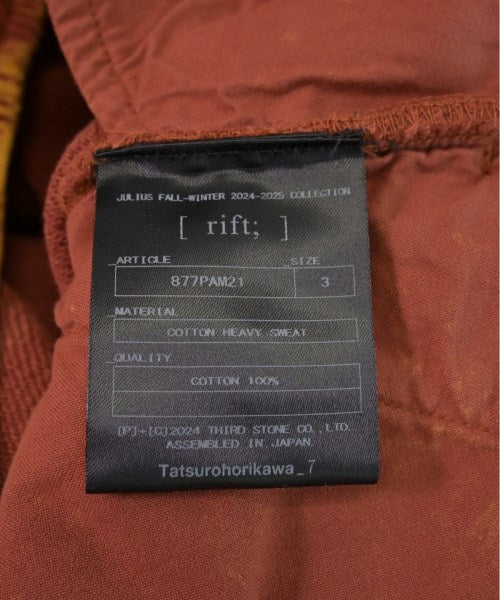 JULIUS FALL-WINTER 2024-2025 COLLECTION
[ rift; ]
ARTICLE SIZE
877PAM21 3
MATERIAL
COTTON HEAVY SWEAT
QUALITY
COTTON 100%
[P]+[C]2024 THIRD STONE CO.,LTD.
ASSEMBLED IN JAPAN.
Tatsurohorikawa_7